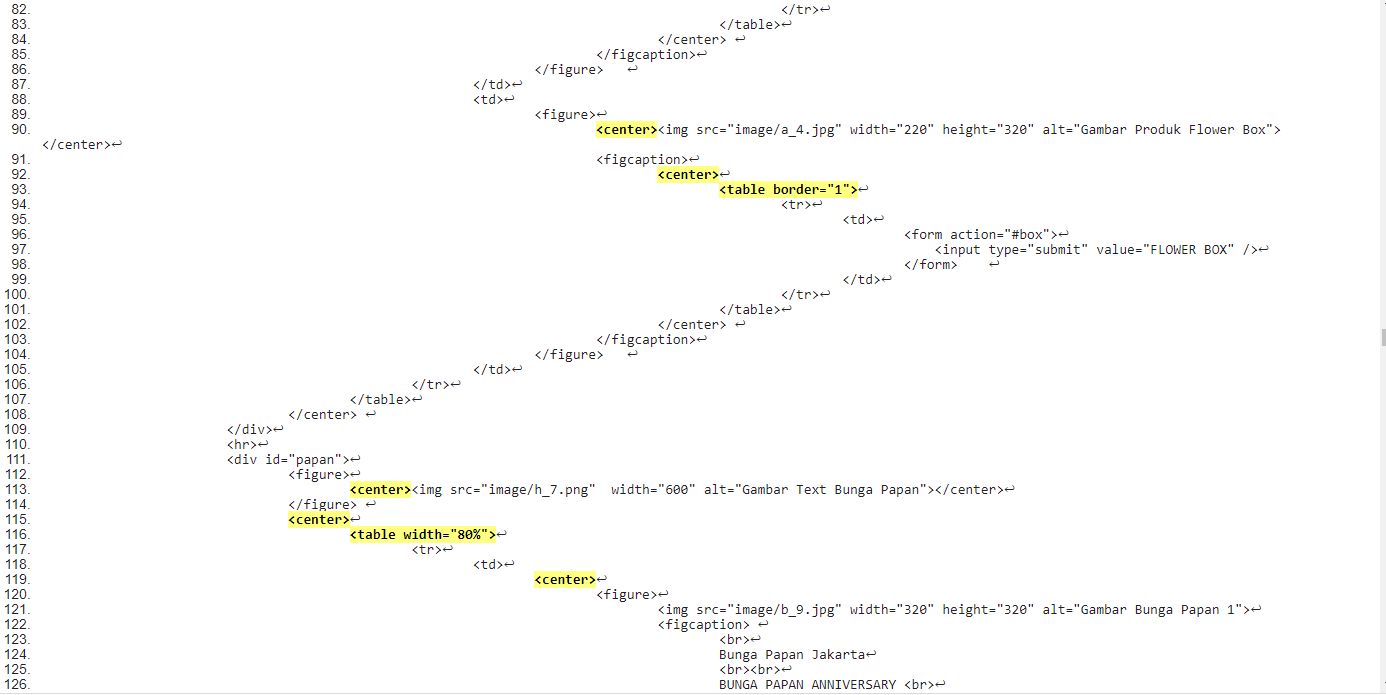 82. </tr>↩
83. </table>↩
84. </center> ↩
85. </figcaption>↩
86. </figure> ↩
87. </td>↩
88. <td>↩
89. <figure>↩
90. <center><img src="image/a_4.jpg" width="220" height="320" alt="Gambar Produk Flower Box">
</center>↩
91. <figcaption>↩
92. <center>↩
93. <table border="1">↩
94. <tr>↩
95. <td>↩
96. <form action="#box">↩
97. <input type="submit" value="FLOWER BOX" />↩
98. </form> ↩
99. </td>↩
100. </tr>↩
101. </table>↩
102. </center> ↩
103. </figcaption>↩
104. </figure> ↩
105. </td>↩
106. </tr>↩
107. </table>↩
108. </center> ↩
109. </div>↩
110. <hr>↩
111. <div id="papan">↩
112. <figure>↩
113. <center><img src="image/h_7.png"  width="600" alt="Gambar Text Bunga Papan"></center>↩
114. </figure> ↩
115. <center>↩
116. <table width="80%">↩
117. <tr>↩
118. <td>↩
119. <center>↩
120. <figure>↩
121. <img src="image/b_9.jpg" width="320" height="320" alt="Gambar Bunga Papan 1">↩
122. <figcaption> ↩
123. <br>↩
124. Bunga Papan Jakarta↩
125. <br><br>↩
126. BUNGA PAPAN ANNIVERSARY <br>↩